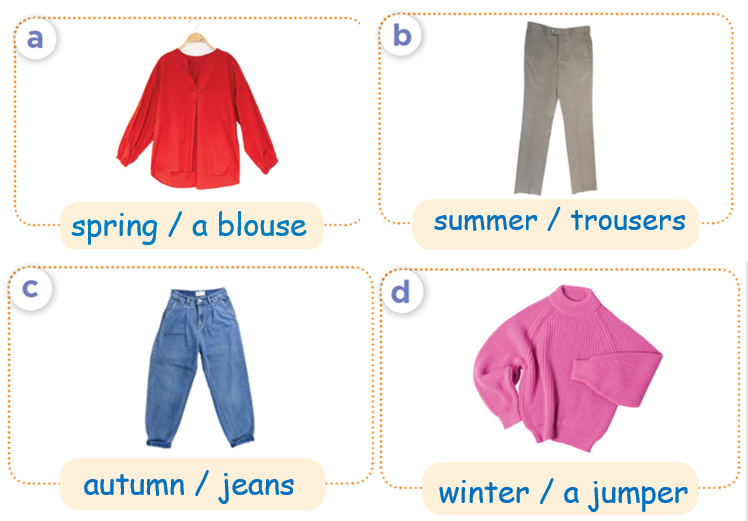 a
spring / a blouse
b
summer / trousers
c
autumn / jeans
d
winter / a jumper